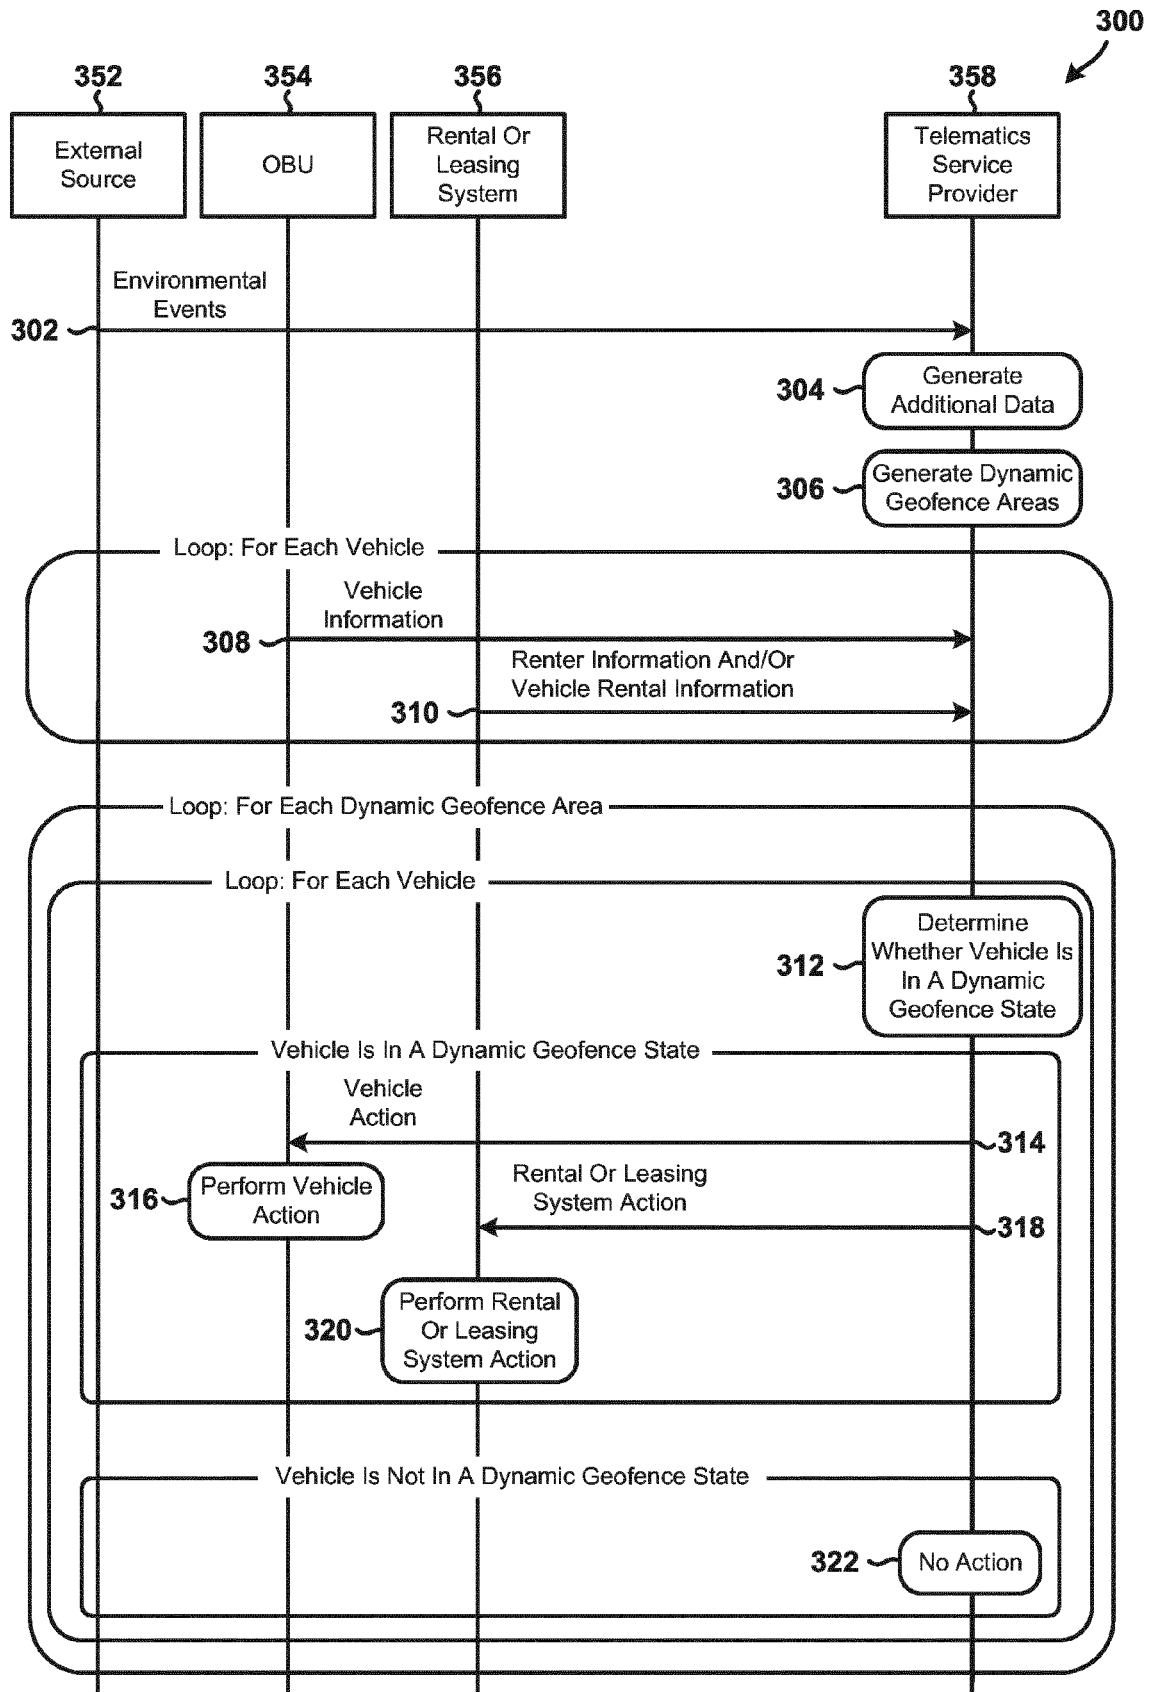 300
352
354
356
358
External
Source
OBU
Rental Or
Leasing
System
Telematics
Service
Provider
Environmental
Events
302
304
Generate
Additional Data
306
Generate Dynamic
Geofence Areas
Loop: For Each Vehicle
Vehicle
Information
308
Renter Information And/Or
Vehicle Rental Information
310
Loop: For Each Dynamic Geofence Area
Loop: For Each Vehicle
312
Determine
Whether Vehicle Is
In A Dynamic
Geofence State
Vehicle Is In A Dynamic Geofence State
Vehicle
Action
314
316
Perform Vehicle
Action
Rental Or Leasing
System Action
318
320
Perform Rental
Or Leasing
System Action
Vehicle Is Not In A Dynamic Geofence State
322
No Action